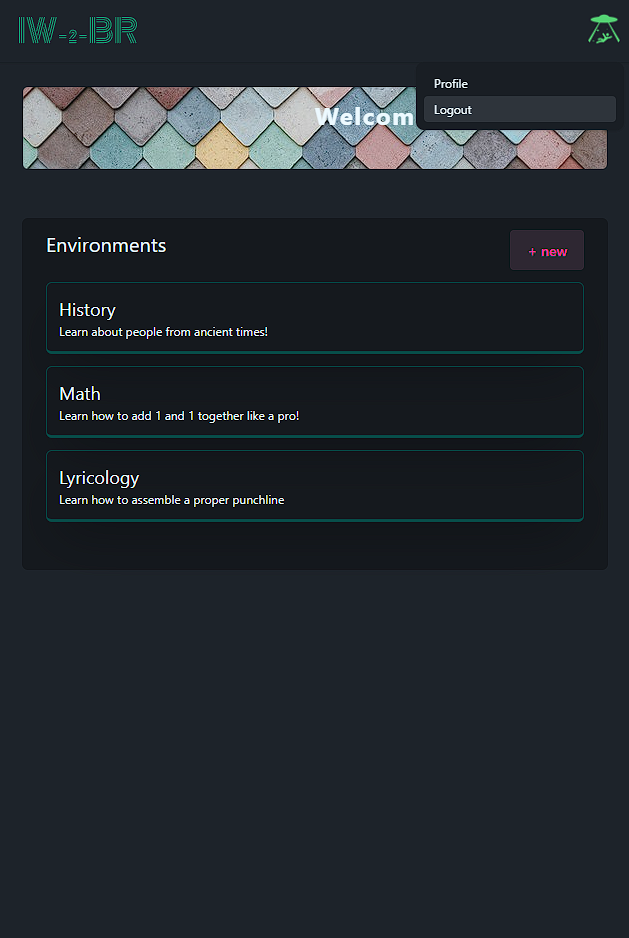 IW-2-BR
Profile
Logout
Welcom
Environments
+ new
History
Learn about people from ancient times!
Math
Learn how to add 1 and 1 together like a pro!
Lyricology
Learn how to assemble a proper punchline